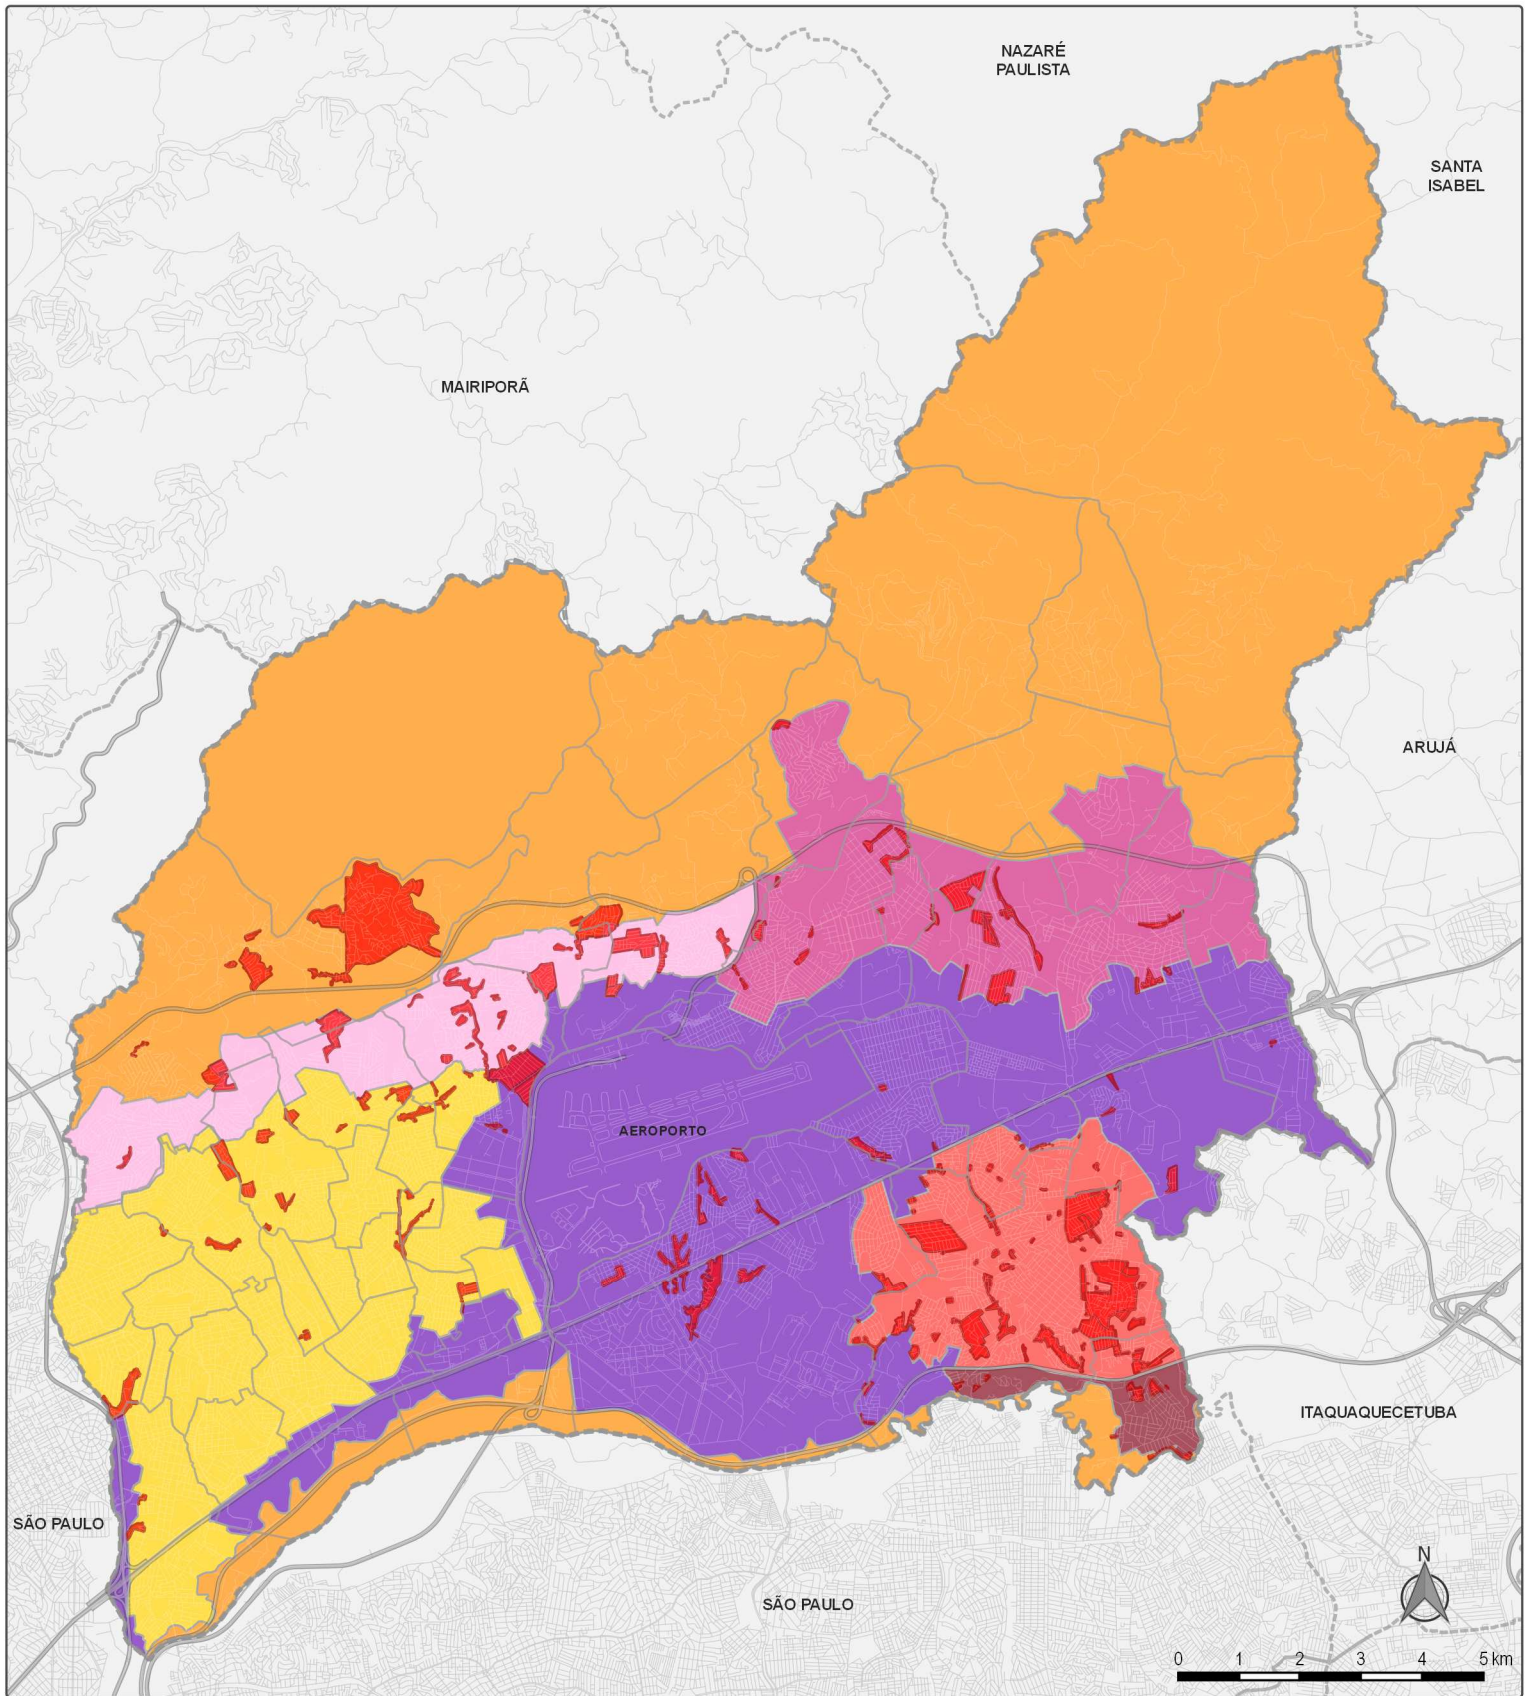 NAZARÉ
PAULISTA
SANTA
ISABEL
MAIRIPORÃ
ARUJÁ
AEROPORTO
ITAQUAQUECETUBA
SÃO PAULO
SÃO PAULO
N
0 1 2 3 4 5 km